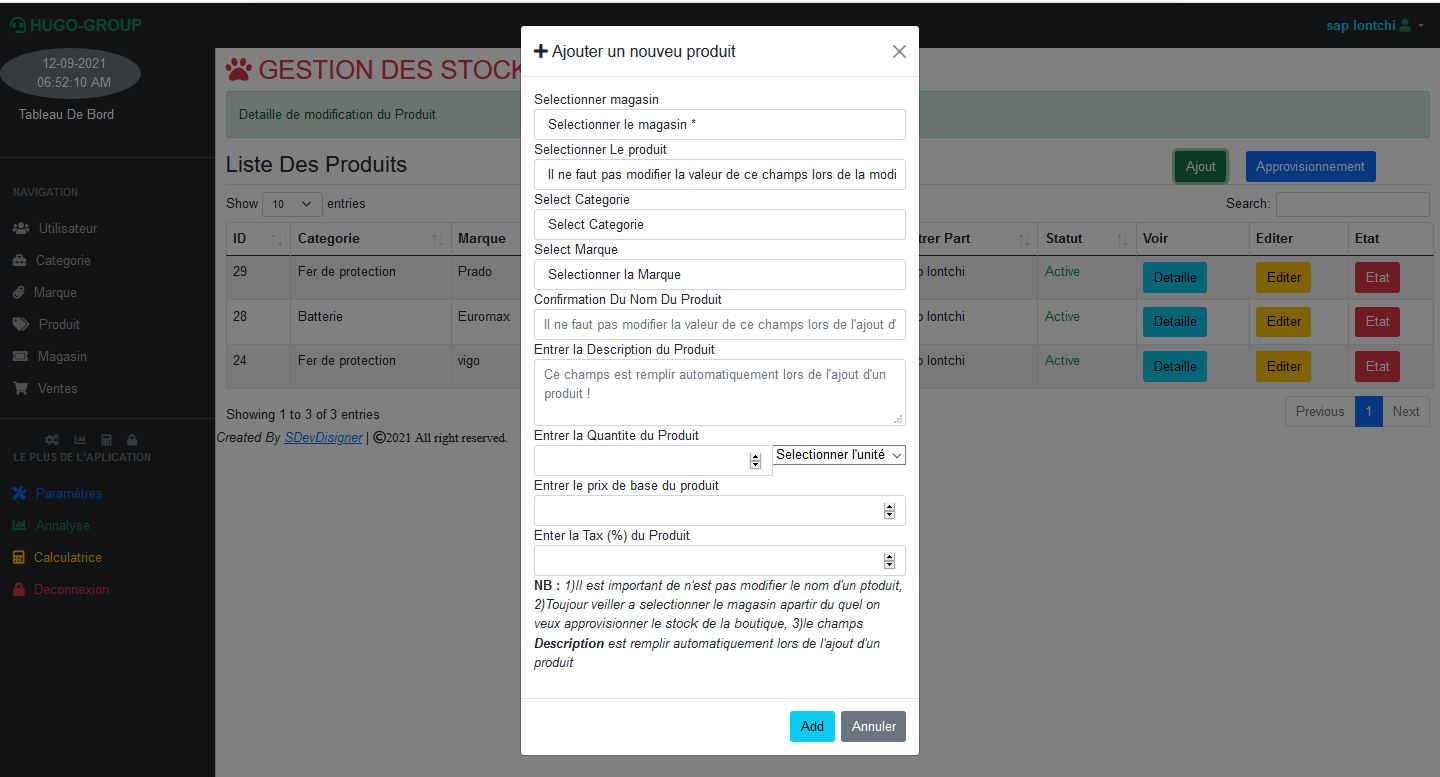 HUGO-GROUP
sap lontchi
12-09-2021
06:52:10 AM
Tableau De Bord
NAVIGATION
Utilisateur
Categorie
Marque
Produit
Magasin
Ventes
LE PLUS DE L'APLICATION
Paramètres
Annalyse
Calculatrice
Deconnexion
GESTION DES STOCK
Detaille de modification du Produit
Liste Des Produits
Ajout
Approvisionnement
Show 10 entries
Search:
ID Categorie Marque trer Part Statut Voir Editer Etat
29 Fer de protection Prado lontchi Active Detaille Editer Etat
28 Batterie Euromax lontchi Active Detaille Editer Etat
24 Fer de protection vigo lontchi Active Detaille Editer Etat
Showing 1 to 3 of 3 entries
Previous 1 Next
Created By SDevDisigner | ©2021 All right reserved.
Ajouter un nouveu produit
Selectionner magasin
Selectionner le magasin *
Selectionner Le produit
Il ne faut pas modifier la valeur de ce champs lors de la modi
Select Categorie
Select Categorie
Select Marque
Selectionner la Marque
Confirmation Du Nom Du Produit
Il ne faut pas modifier la valeur de ce champs lors de l'ajout d'
Entrer la Description du Produit
Ce champs est remplir automatiquement lors de l'ajout d'un
produit !
Entrer la Quantite du Produit
Selectionner l'unité
Entrer le prix de base du produit
Enter la Tax (%) du Produit
NB : 1)Il est important de n'est pas modifier le nom d'un ptoduit,
2)Toujour veiller a selectionner le magasin apartir du quel on
veux approvisionner le stock de la boutique, 3)le champs
Description est remplir automatiquement lors de l'ajout d'un
produit
Add
Annuler